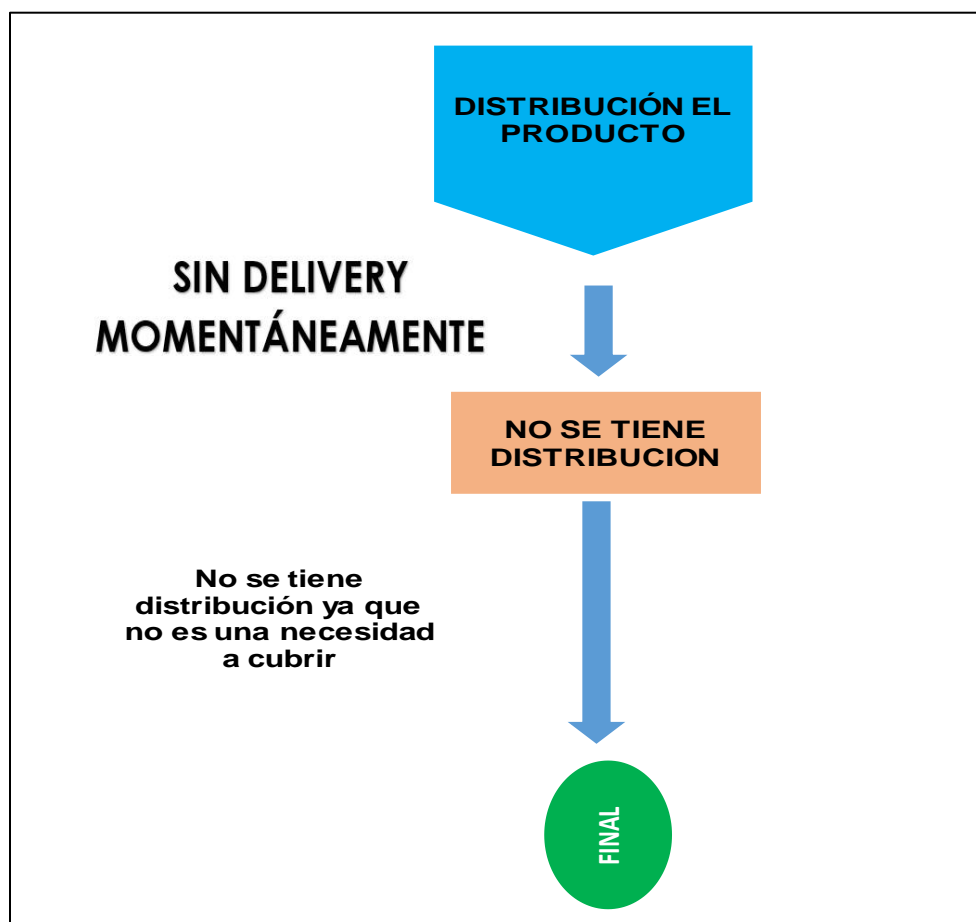 DISTRIBUCIÓN EL
PRODUCTO
SIN DELIVERY
MOMENTÁNEAMENTE
NO SE TIENE
DISTRIBUCION
No se tiene
distribución ya que
no es una necesidad
a cubrir
FINAL